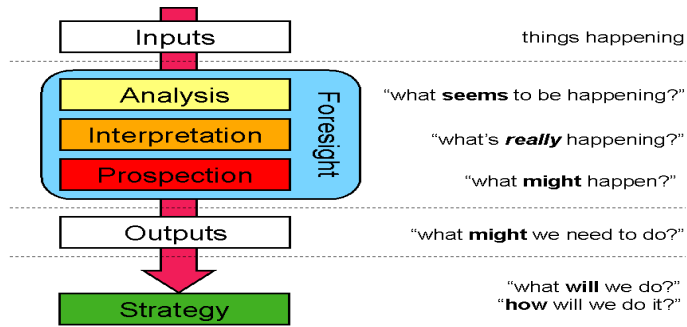 Inputs
things happening
Foresight
Analysis
“what seems to be happening?”
Interpretation
“what’s really happening?”
Prospection
“what might happen?”
Outputs
“what might we need to do?”
Strategy
“what will we do?”
“how will we do it?”